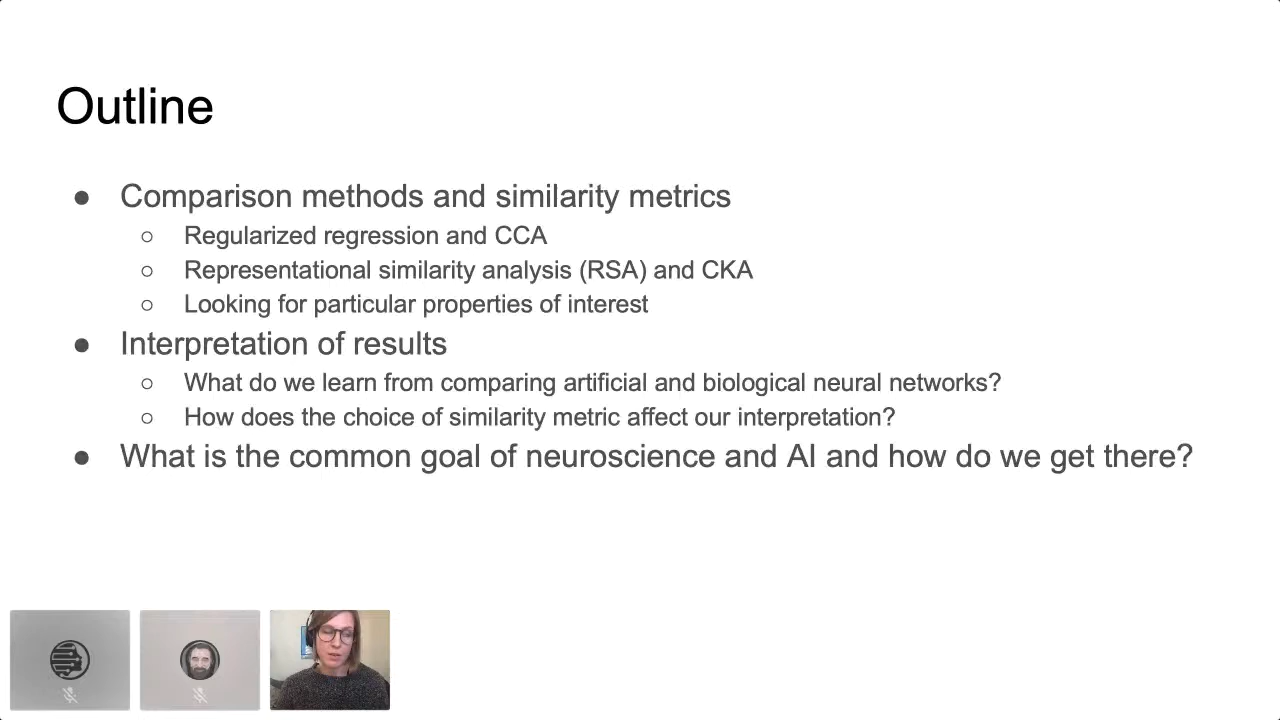 Outline
● Comparison methods and similarity metrics
○ Regularized regression and CCA
○ Representational similarity analysis (RSA) and CKA
○ Looking for particular properties of interest
● Interpretation of results
○ What do we learn from comparing artificial and biological neural networks?
○ How does the choice of similarity metric affect our interpretation?
● What is the common goal of neuroscience and AI and how do we get there?